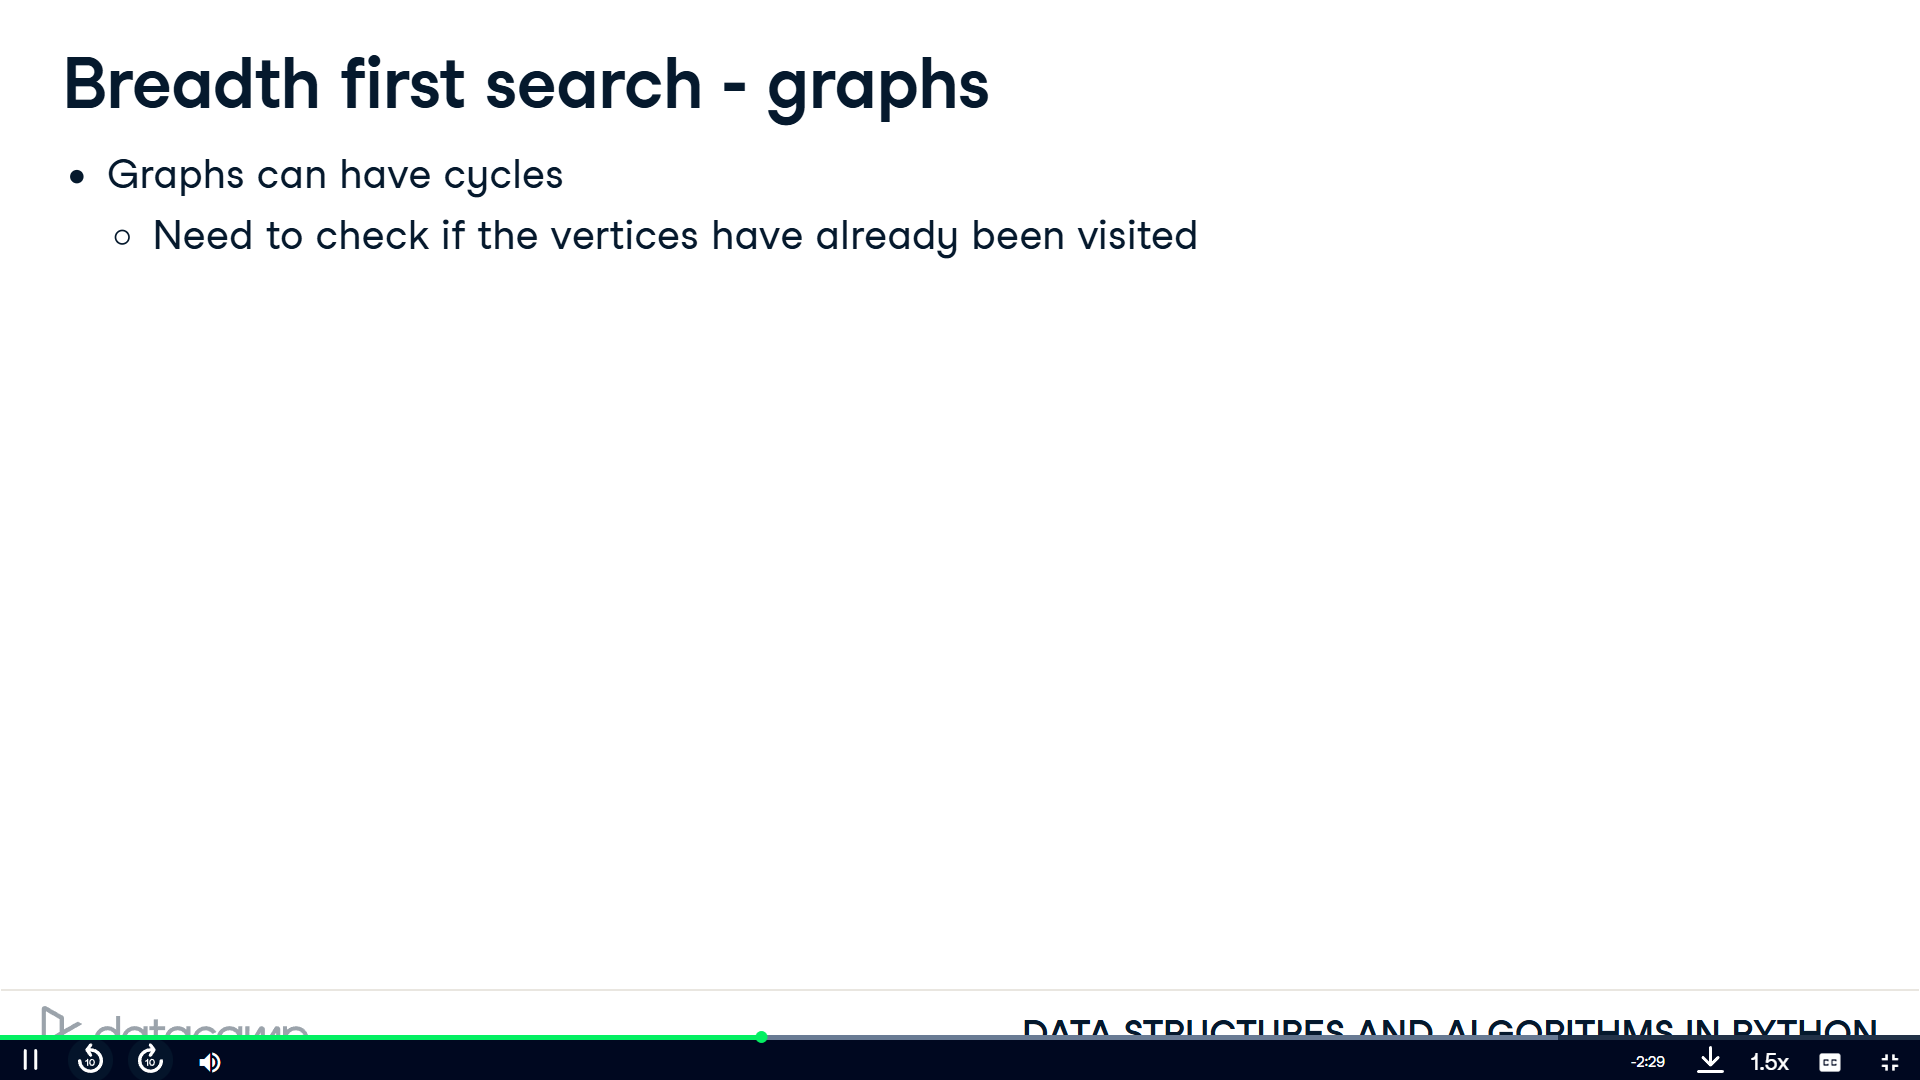 Breadth first search - graphs
Graphs can have cycles
Need to check if the vertices have already been visited
datacamp
DATA STRUCTURES AND ALGORITHMS IN PYTHON
10
10
-2:29
1.5x
CC